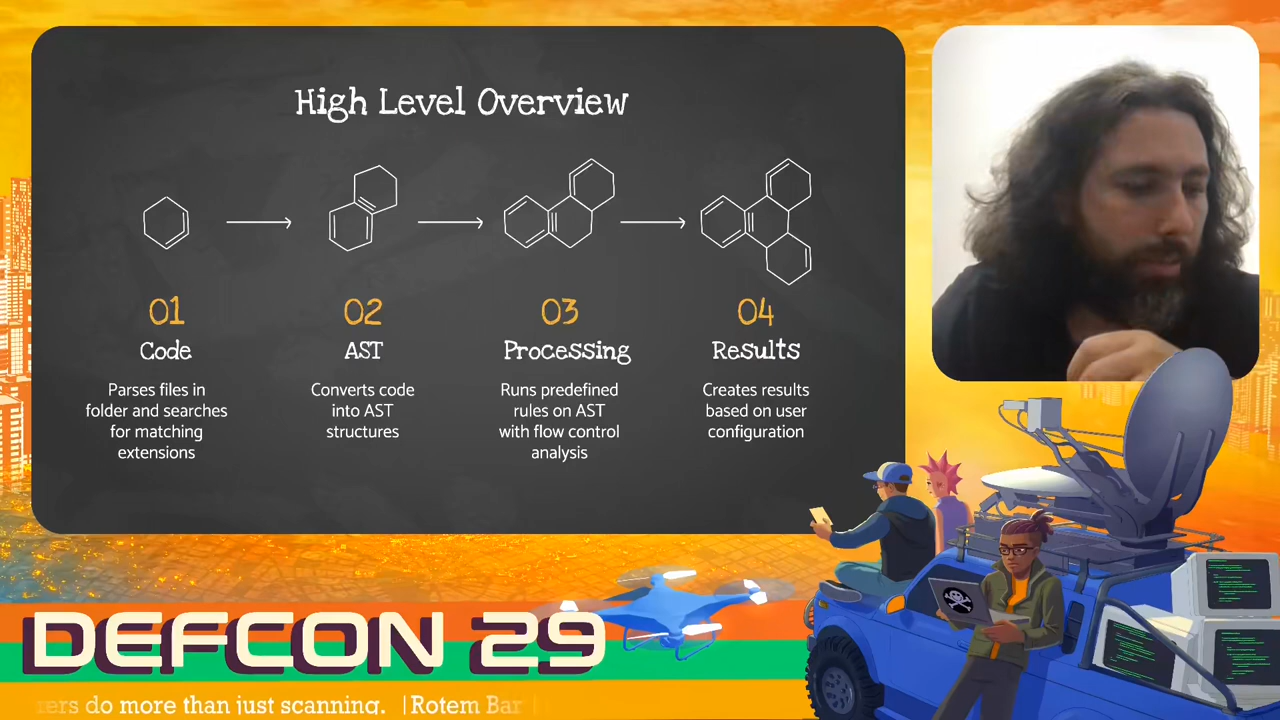 High Level Overview
01
Code
Parses files in
folder and searches
for matching
extensions
02
AST
Converts code
into AST
structures
03
Processing
Runs predefined
rules on AST
with flow control
analysis
04
Results
Creates results
based on user
configuration
DEFCON 29
rers do more than just scanning. | Rotem Bar